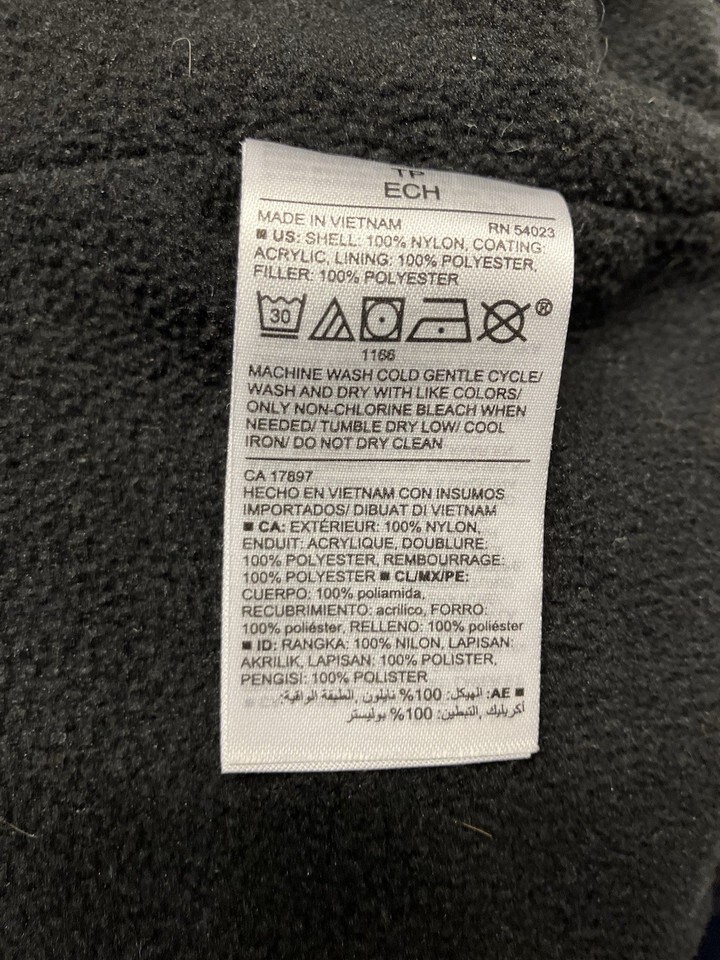 TP
ECH
MADE IN VIETNAM RN 54023
■ US: SHELL: 100% NYLON, COATING:
ACRYLIC, LINING: 100% POLYESTER,
FILLER: 100% POLYESTER
30 ®
1166
MACHINE WASH COLD GENTLE CYCLE/
WASH AND DRY WITH LIKE COLORS/
ONLY NON-CHLORINE BLEACH WHEN
NEEDED/ TUMBLE DRY LOW/ COOL
IRON/ DO NOT DRY CLEAN
CA 17897
HECHO EN VIETNAM CON INSUMOS
IMPORTADOS/ DIBUAT DI VIETNAM
■ CA: EXTÉRIEUR: 100% NYLON,
ENDUIT: ACRYLIQUE, DOUBLURE:
100% POLYESTER, REMBOURRAGE:
100% POLYESTER ■ CL/MX/PE:
CUERPO: 100% poliamida,
RECUBRIMIENTO: acrílico, FORRO:
100% poliéster, RELLENO: 100% poliéster
■ ID: RANGKA: 100% NILON, LAPISAN:
AKRILIK, LAPISAN: 100% POLISTER,
PENGISI: 100% POLISTER
■ AE: الهيكل: 100% نايلون, الطبقة الواقية:
أكريليك, التبطين: 100% بوليستر